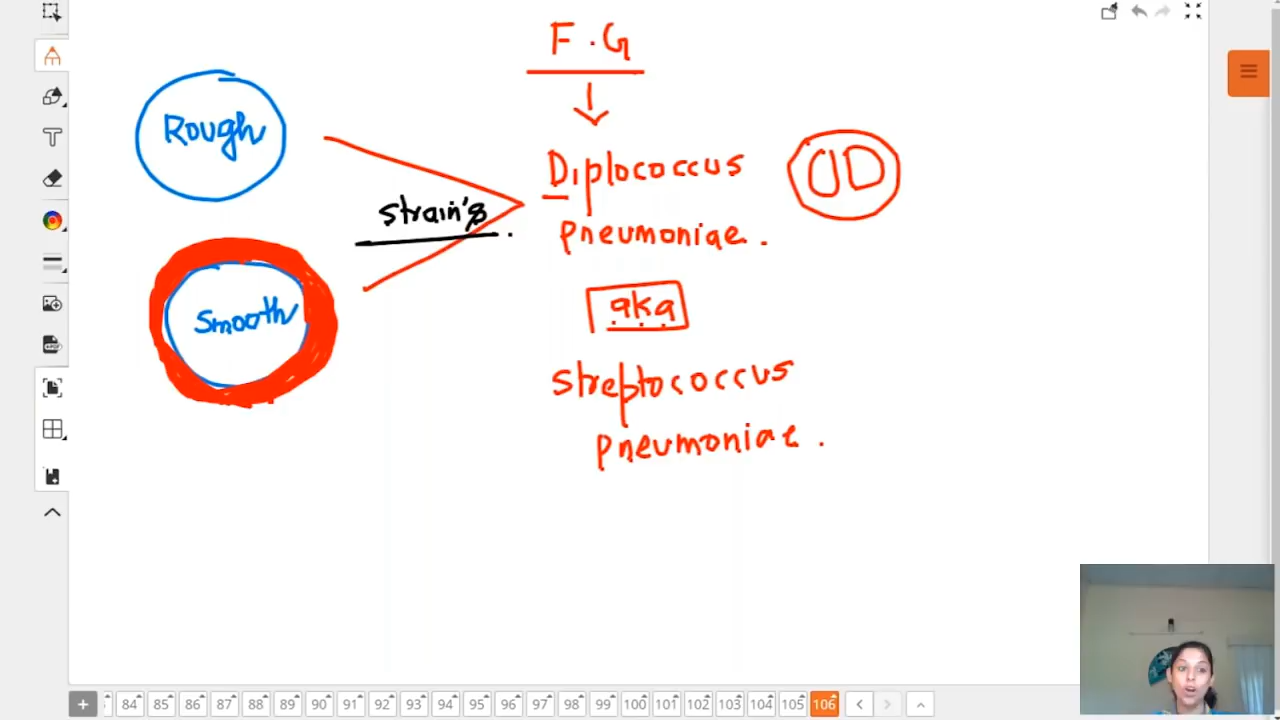 F.G
Rough
Diplococcus
strain's.
pneumoniae.
Smooth
aka
streptococcus
pneumoniae.
84 85 86 87 88 89 90 91 92 93 94 95 96 97 98 99 100 101 102 103 104 105 106